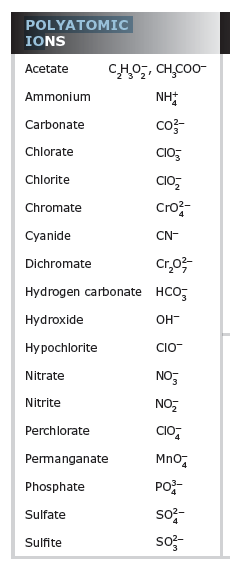 POLYATOMIC
IONS
Acetate C₂H₃O₂⁻, CH₃COO⁻
Ammonium NH₄⁺
Carbonate CO₃²⁻
Chlorate ClO₃⁻
Chlorite ClO₂⁻
Chromate CrO₄²⁻
Cyanide CN⁻
Dichromate Cr₂O₇²⁻
Hydrogen carbonate HCO₃⁻
Hydroxide OH⁻
Hypochlorite ClO⁻
Nitrate NO₃⁻
Nitrite NO₂⁻
Perchlorate ClO₄⁻
Permanganate MnO₄⁻
Phosphate PO₄³⁻
Sulfate SO₄²⁻
Sulfite SO₃²⁻